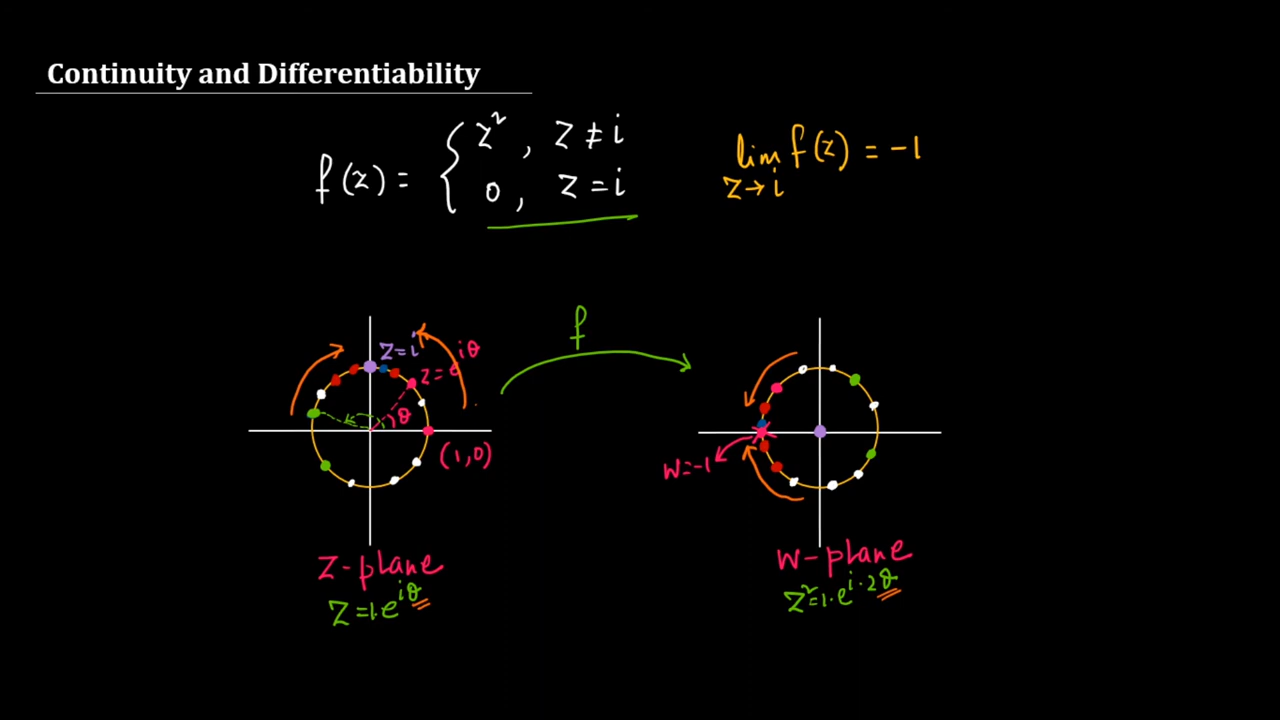 Continuity and Differentiability
f(z) = { z², z ≠ i
0, z = i
lim f(z) = -1
z→i
f
z=i
z=e^iθ
θ
(1,0)
w=-1
z-plane
z=1.e^iθ
w-plane
z²=1.e^i·2θ